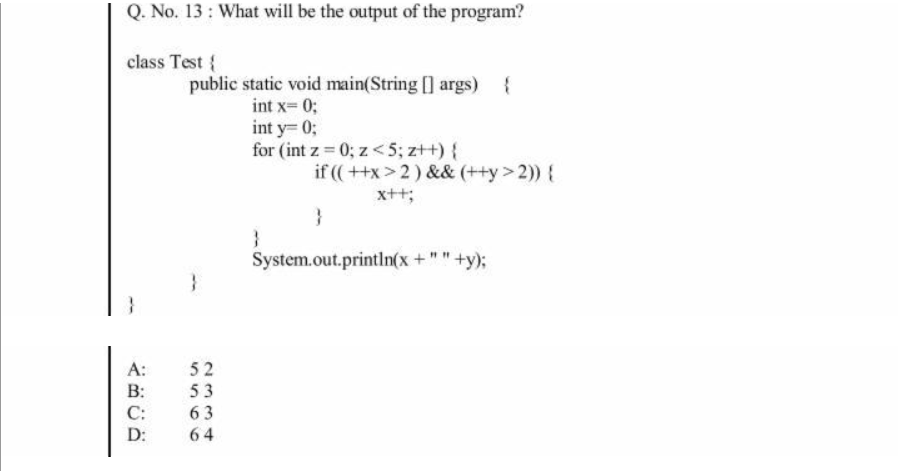 Q. No. 13 : What will be the output of the program?
class Test {
public static void main(String [] args) {
int x= 0;
int y= 0;
for (int z = 0; z < 5; z++) {
if (( ++x > 2 ) && (++y > 2)) {
x++;
}
}
System.out.println(x + " " +y);
}
}
A: 5 2
B: 5 3
C: 6 3
D: 6 4